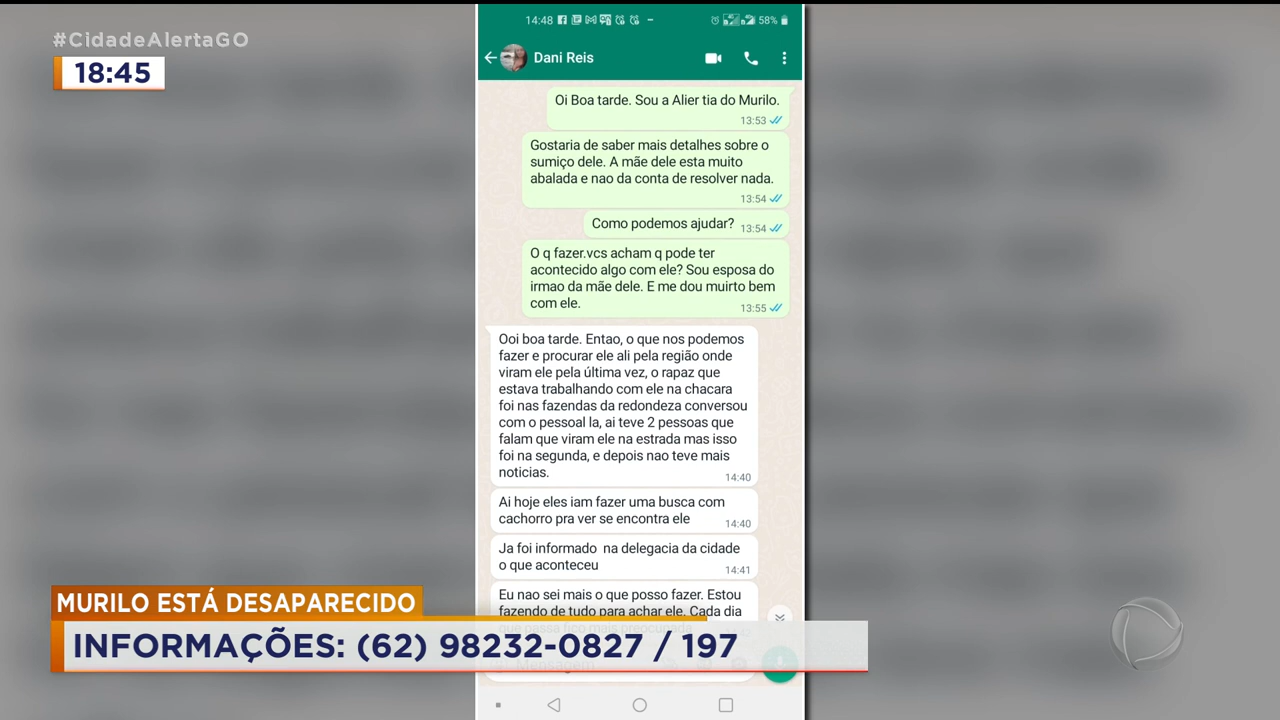 #CidadeAlertaGO
18:45
14:48
58%
Dani Reis
Oi Boa tarde. Sou a Alier tia do Murilo.
13:53
Gostaria de saber mais detalhes sobre o
sumiço dele. A mãe dele esta muito
abalada e nao da conta de resolver nada.
13:54
Como podemos ajudar?
13:54
O q fazer.vcs acham q pode ter
acontecido algo com ele? Sou esposa do
irmao da mãe dele. E me dou muirto bem
com ele.
13:55
Ooi boa tarde. Entao, o que nos podemos
fazer e procurar ele ali pela região onde
viram ele pela última vez, o rapaz que
estava trabalhando com ele na chacara
foi nas fazendas da redondeza conversou
com o pessoal la, ai teve 2 pessoas que
falam que viram ele na estrada mas isso
foi na segunda, e depois nao teve mais
noticias.
14:40
Ai hoje eles iam fazer uma busca com
cachorro pra ver se encontra ele
14:40
Ja foi informado na delegacia da cidade
o que aconteceu
14:41
Eu nao sei mais o que posso fazer. Estou
fazendo de tudo para achar ele. Cada dia
que passa fico mais preocupada
Mensagem
MURILO ESTÁ DESAPARECIDO
INFORMAÇÕES: (62) 98232-0827 / 197